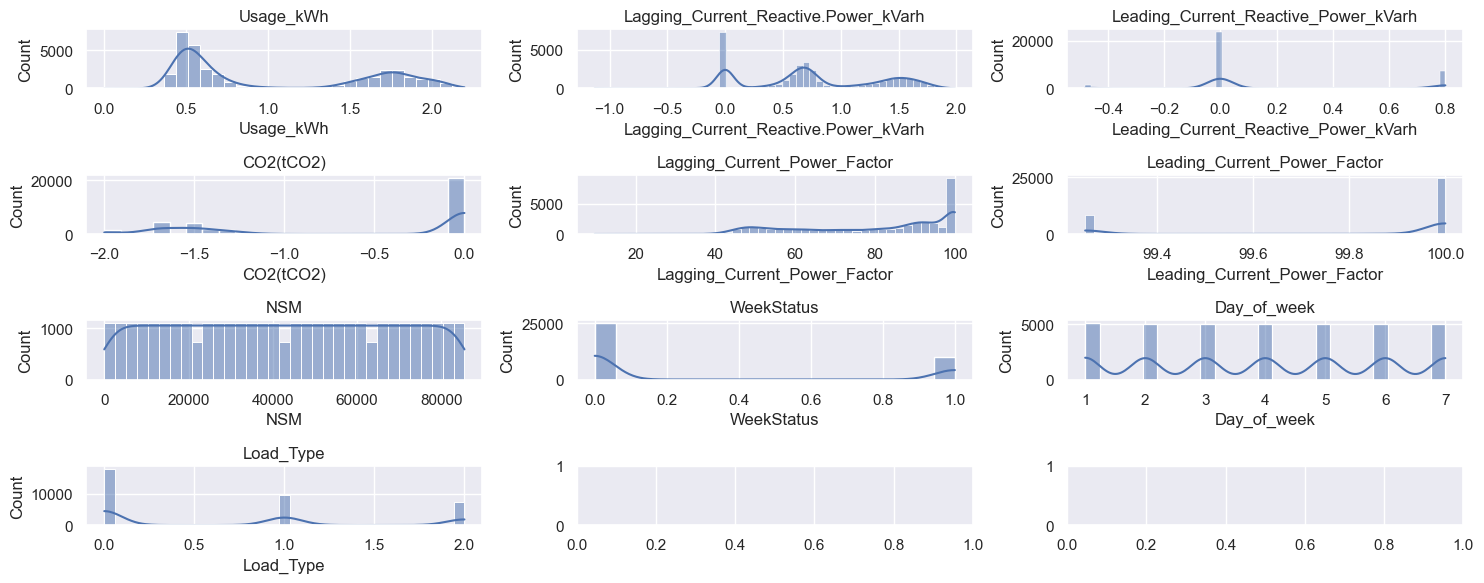 Usage_kWh Lagging_Current_Reactive.Power_kVarh Leading_Current_Reactive_Power_kVarh
Count 5000 0 Count 5000 0 Count 20000 0
0.0 0.5 1.0 1.5 2.0 −1.0 −0.5 0.0 0.5 1.0 1.5 2.0 −0.4 −0.2 0.0 0.2 0.4 0.6 0.8
Usage_kWh Lagging_Current_Reactive.Power_kVarh Leading_Current_Reactive_Power_kVarh
CO2(tCO2) Lagging_Current_Power_Factor Leading_Current_Power_Factor
Count 20000 0 Count 5000 0 Count 25000 0
−2.0 −1.5 −1.0 −0.5 0.0 20 40 60 80 100 99.4 99.6 99.8 100.0
CO2(tCO2) Lagging_Current_Power_Factor Leading_Current_Power_Factor
NSM WeekStatus Day_of_week
Count 1000 0 Count 25000 0 Count 5000 0
0 20000 40000 60000 80000 0.0 0.2 0.4 0.6 0.8 1.0 1 2 3 4 5 6 7
NSM WeekStatus Day_of_week
Load_Type
Count 10000 0 1 0 1 0
0.0 0.5 1.0 1.5 2.0 0.0 0.2 0.4 0.6 0.8 1.0 0.0 0.2 0.4 0.6 0.8 1.0
Load_Type